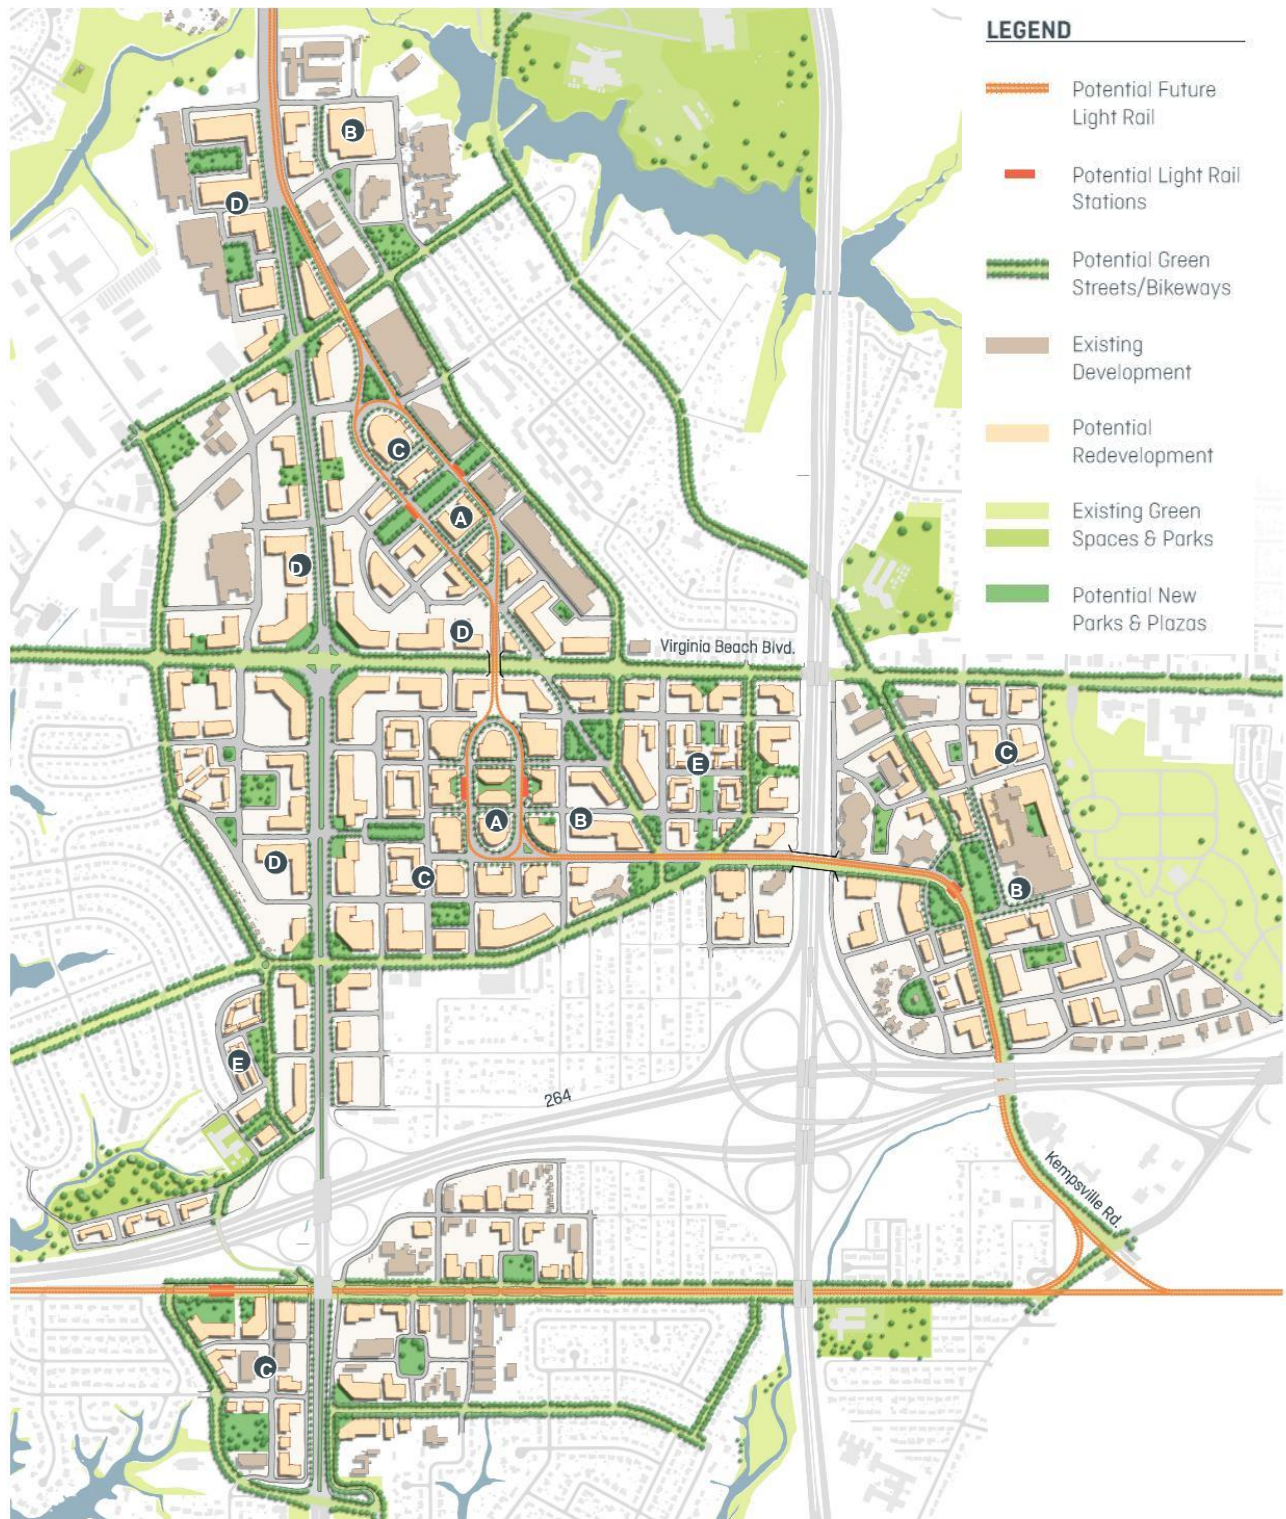 LEGEND
Potential Future
Light Rail
Potential Light Rail
Stations
Potential Green
Streets/Bikeways
Existing
Development
Potential
Redevelopment
Existing Green
Spaces & Parks
Potential New
Parks & Plazas
B
D
C
A
D
D
Virginia Beach Blvd.
C
E
A
B
D
C
B
E
264
Kempsville Rd.
C